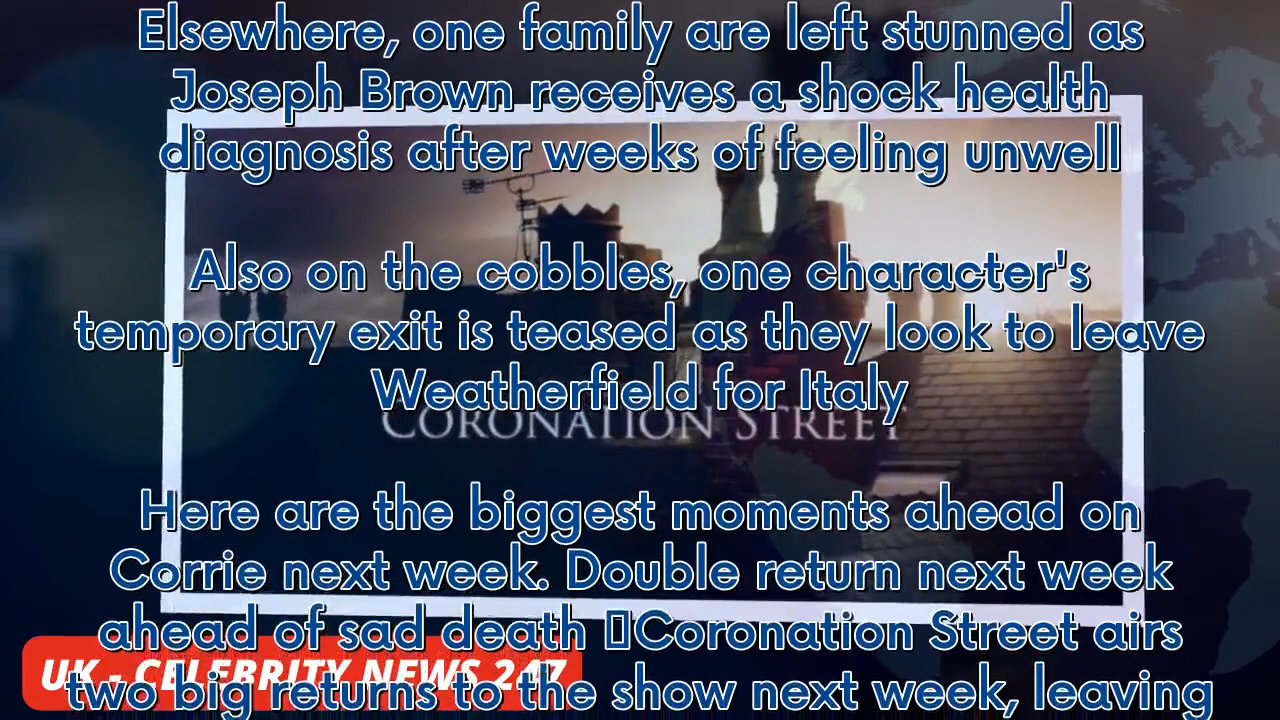 Elsewhere, one family are left stunned as
Joseph Brown receives a shock health
diagnosis after weeks of feeling unwell
Also on the cobbles, one character's
temporary exit is teased as they look to leave
Weatherfield for Italy
CORONATION STREET
Here are the biggest moments ahead on
Corrie next week. Double return next week
ahead of sad death ▯Coronation Street airs
UK - CELEBRITY NEWS 247
two big returns to the show next week, leaving